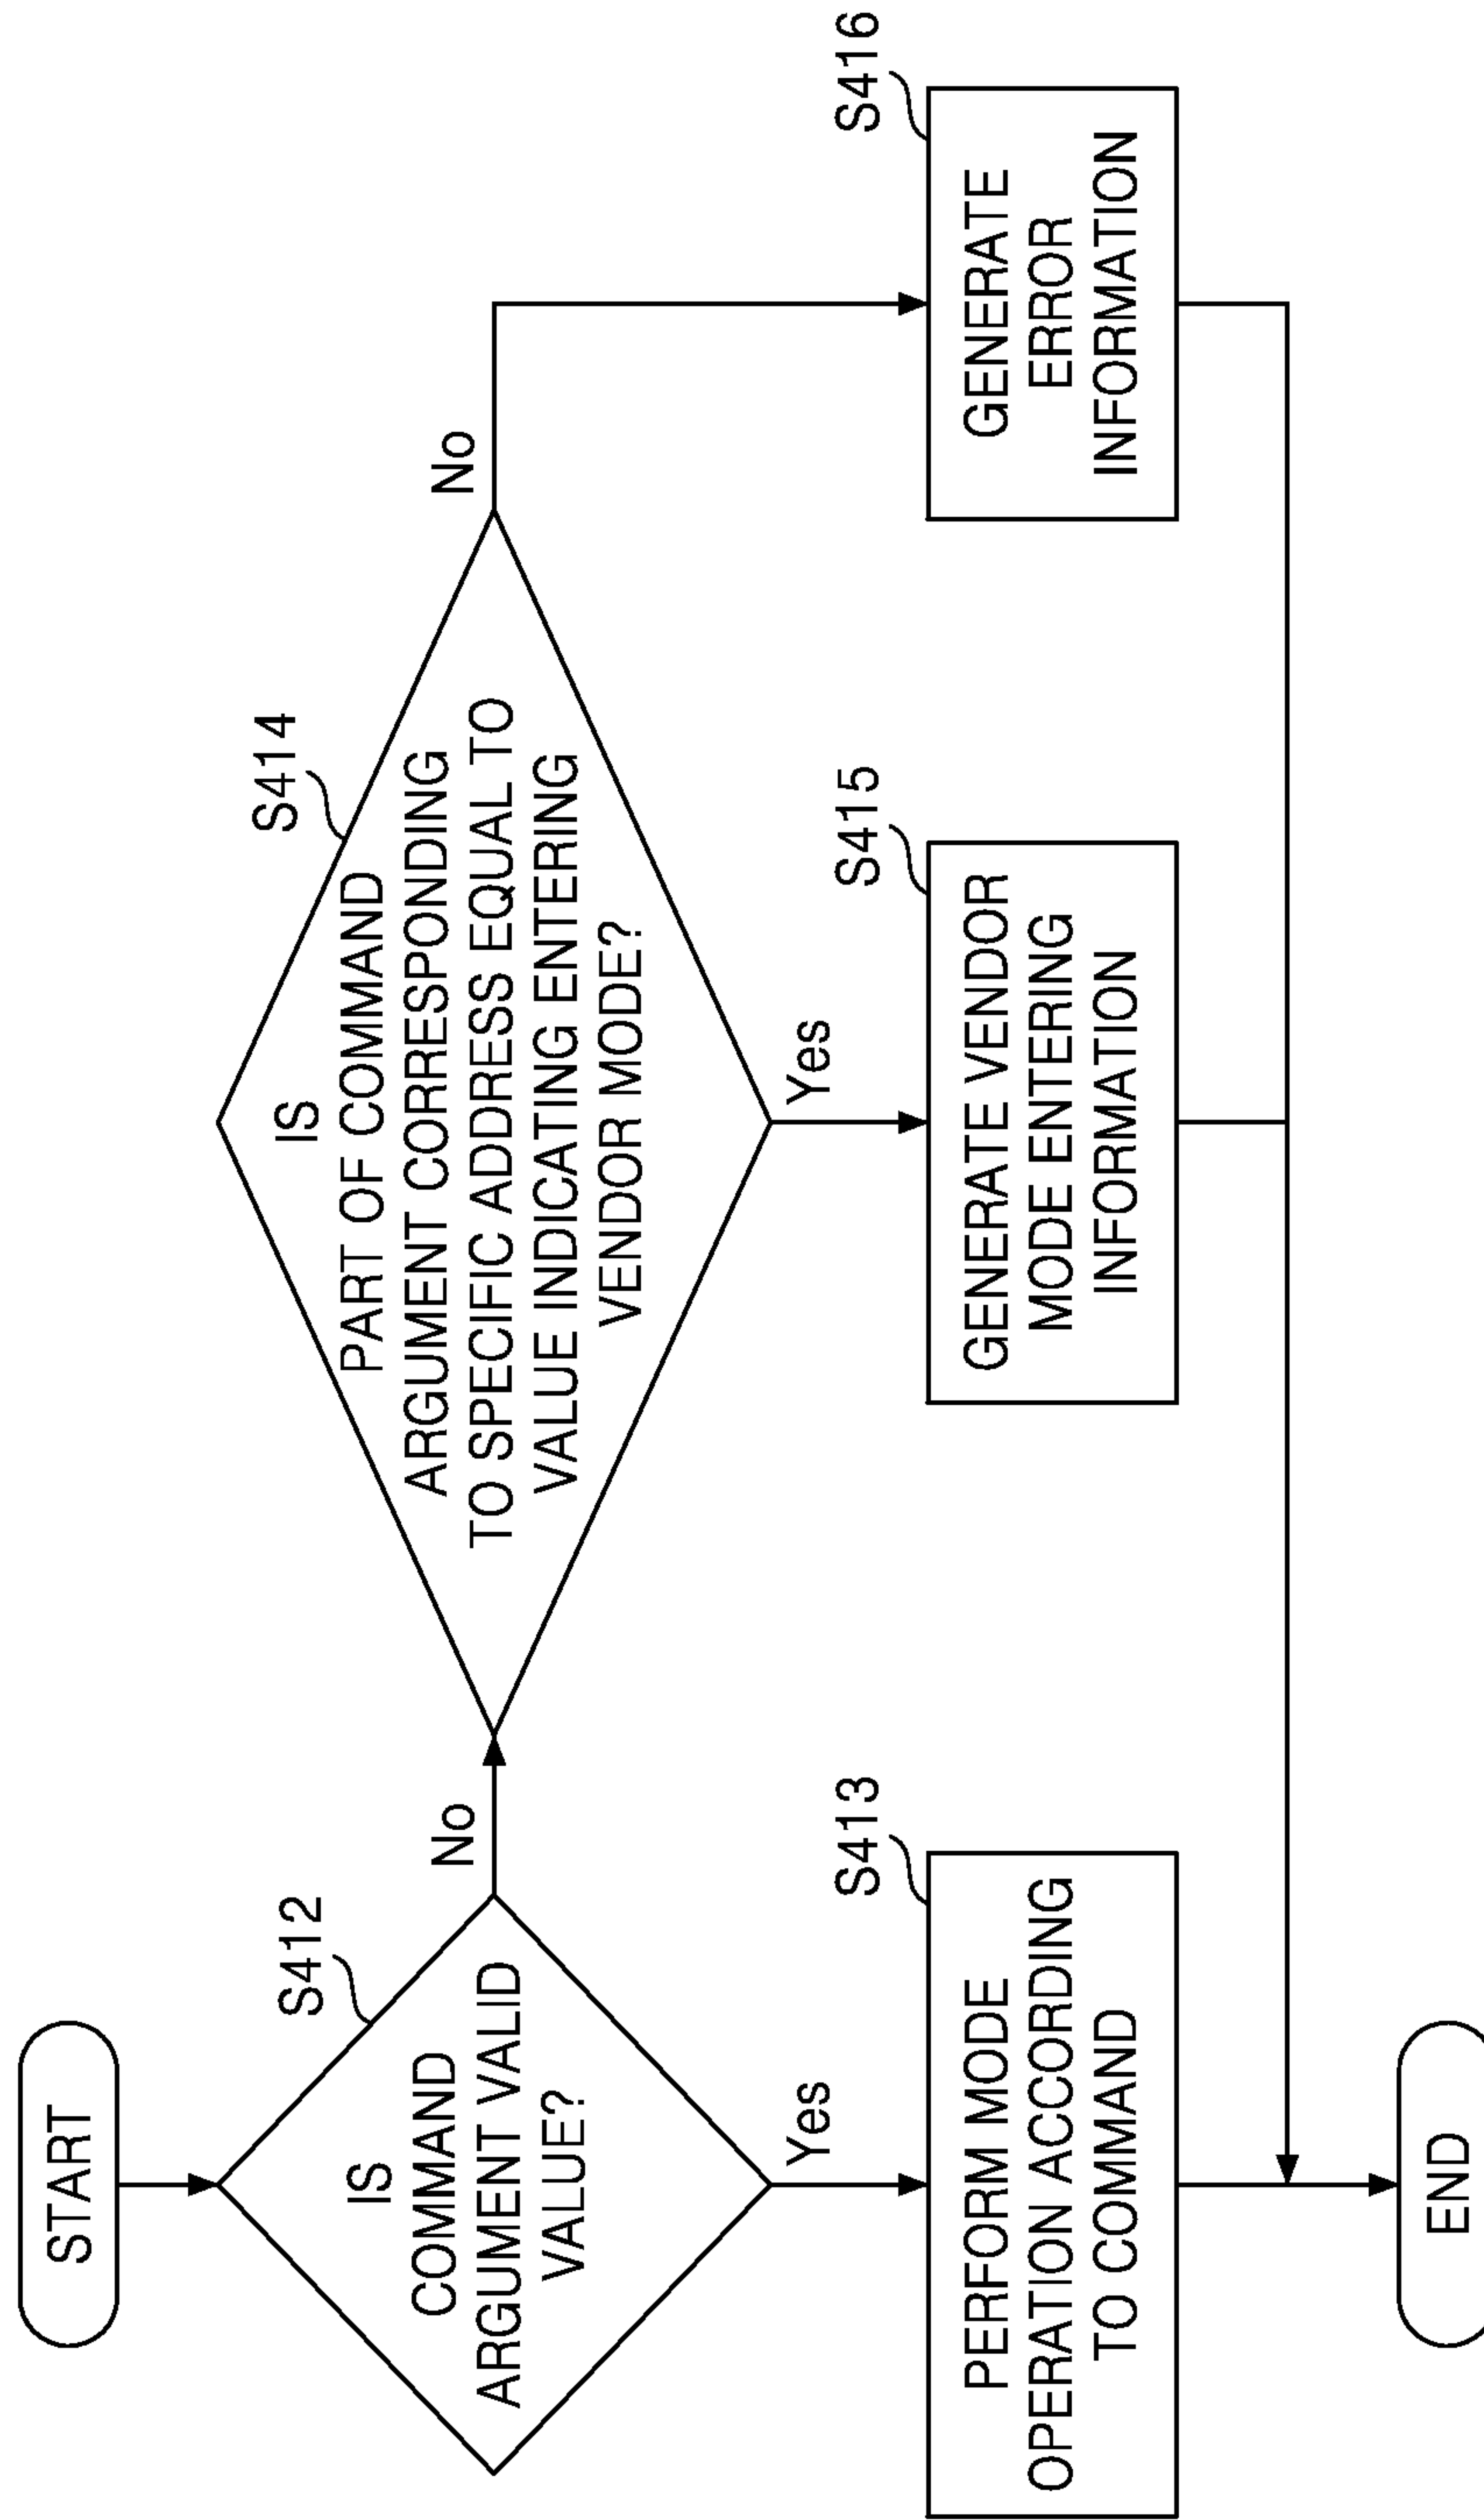 START
S412
IS
COMMAND
ARGUMENT VALID
VALUE?
No
Yes
S414
IS
PART OF COMMAND
ARGUMENT CORRESPONDING
TO SPECIFIC ADDRESS EQUAL TO
VALUE INDICATING ENTERING
VENDOR MODE?
No
Yes
S413
PERFORM MODE
OPERATION ACCORDING
TO COMMAND
S415
GENERATE VENDOR
MODE ENTERING
INFORMATION
S416
GENERATE
ERROR
INFORMATION
END